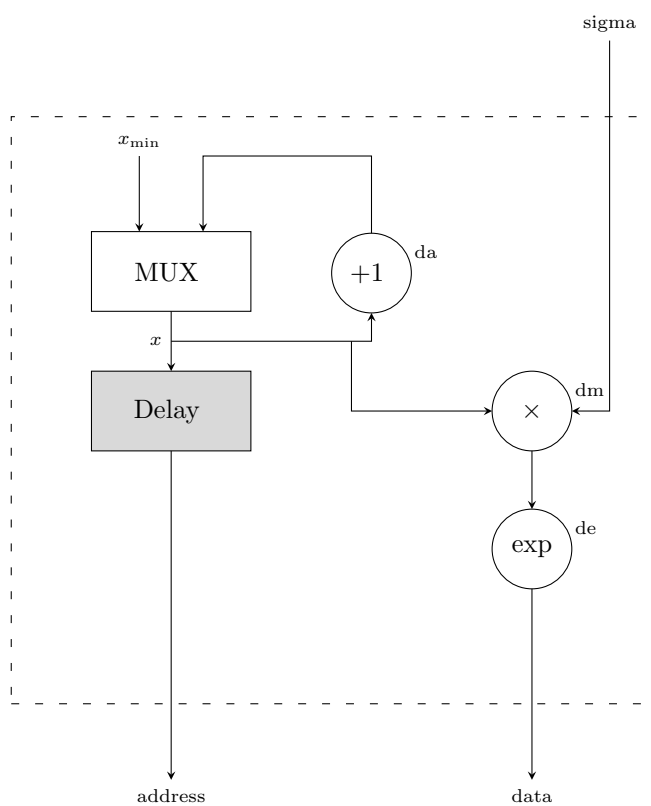 sigma
x_min
da
MUX
+1
x
dm
Delay
×
de
exp
address
data